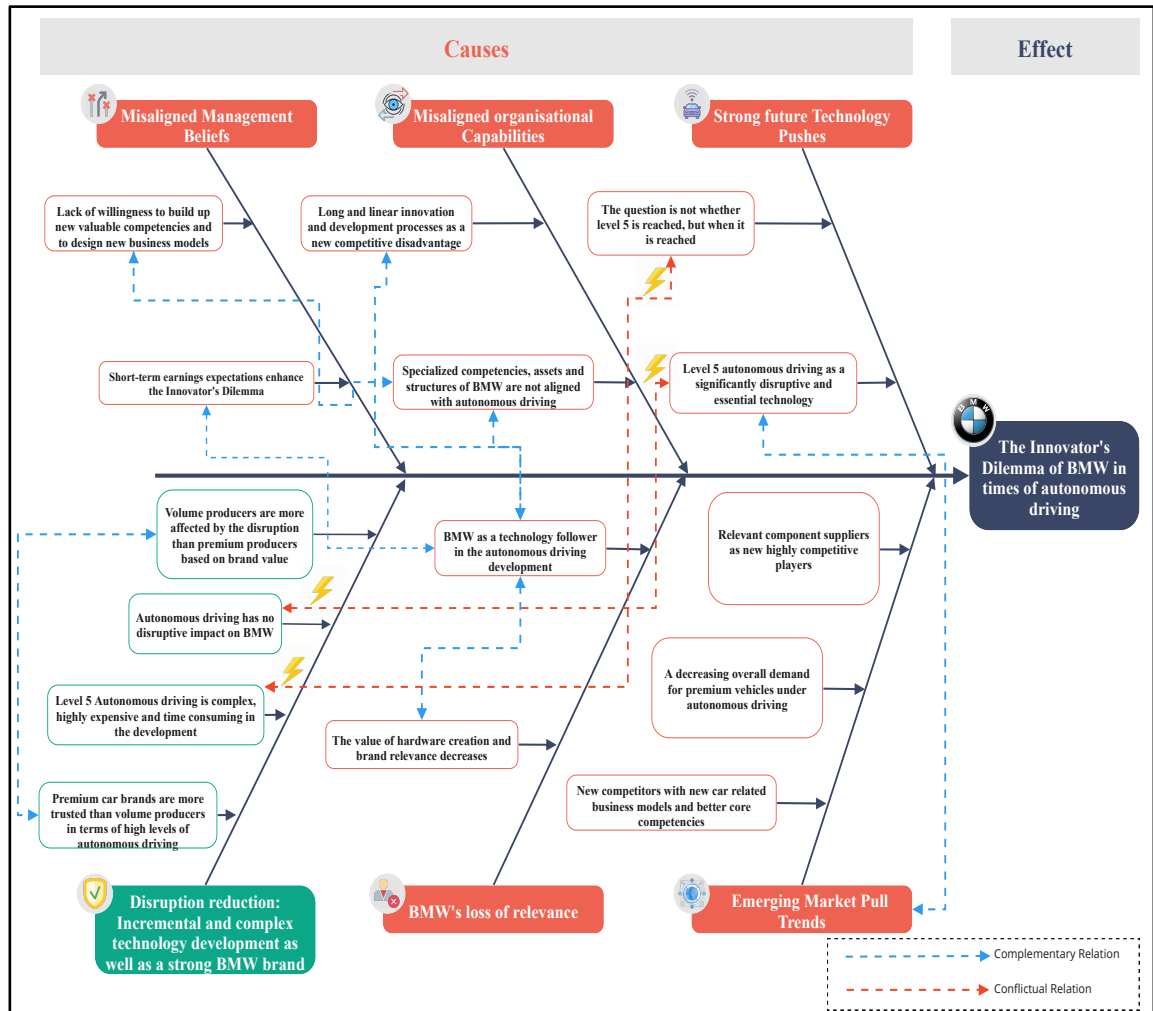 Causes
Effect
Misaligned Management
Beliefs
Misaligned organisational
Capabilities
Strong future Technology
Pushes
Lack of willingness to build up
new valuable competencies and
to design new business models
Long and linear innovation
and development processes as a
new competitive disadvantage
The question is not whether
level 5 is reached, but when it
is reached
Short-term earnings expectations enhance
the Innovator's Dilemma
Specialized competencies, assets and
structures of BMW are not aligned
with autonomous driving
Level 5 autonomous driving as a
significantly disruptive and
essential technology
BMW
The Innovator's
Dilemma of BMW in
times of autonomous
driving
Volume producers are more
affected by the disruption
than premium producers
based on brand value
BMW as a technology follower
in the autonomous driving
development
Relevant component suppliers
as new highly competitive
players
Autonomous driving has no
disruptive impact on BMW
Level 5 Autonomous driving is complex,
highly expensive and time consuming in
the development
The value of hardware creation and
brand relevance decreases
A decreasing overall demand
for premium vehicles under
autonomous driving
Premium car brands are more
trusted than volume producers
in terms of high levels of
autonomous driving
New competitors with new car related
business models and better core
competencies
Disruption reduction:
Incremental and complex
technology development as
well as a strong BMW brand
BMW's loss of relevance
Emerging Market Pull
Trends
Complementary Relation
Conflictual Relation